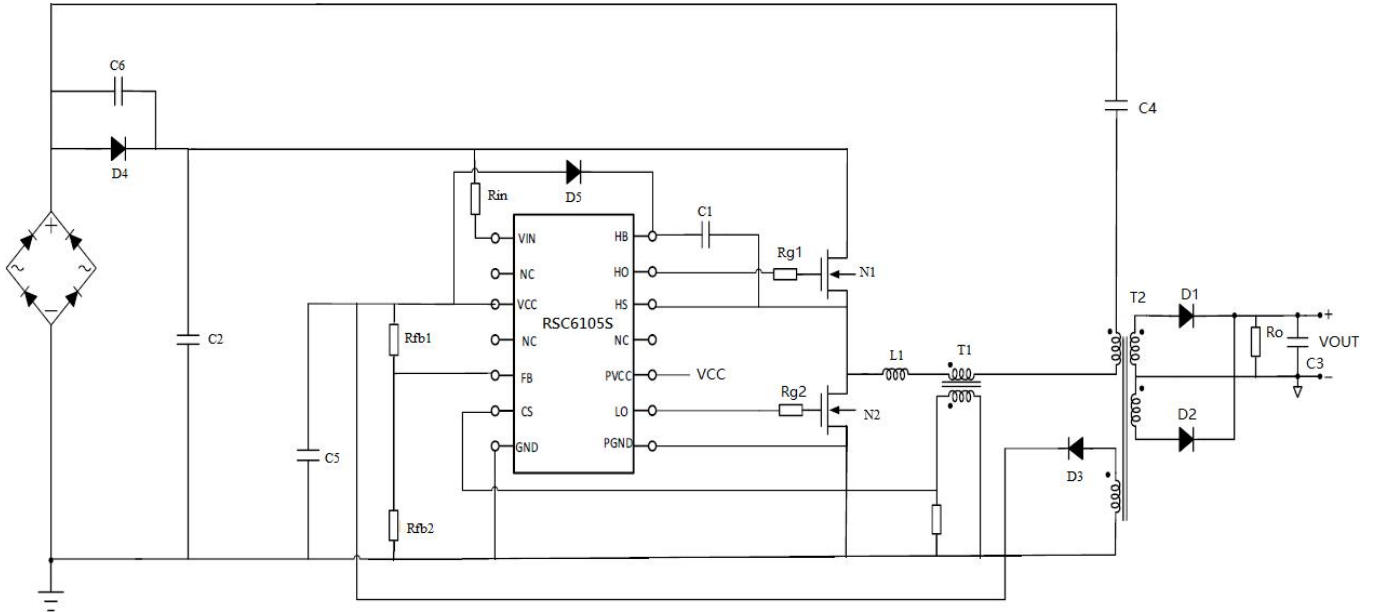 C6
C4
D4
Rin
D5
C1
VIN
HB
Rg1
NC
HO
N1
VCC
HS
RSC6105S
T2
D1
Rfb1
NC
NC
Ro
+
VOUT
C2
L1
T1
C3
-
FB
PVCC
VCC
CS
LO
Rg2
N2
D2
GND
PGND
C5
D3
Rfb2